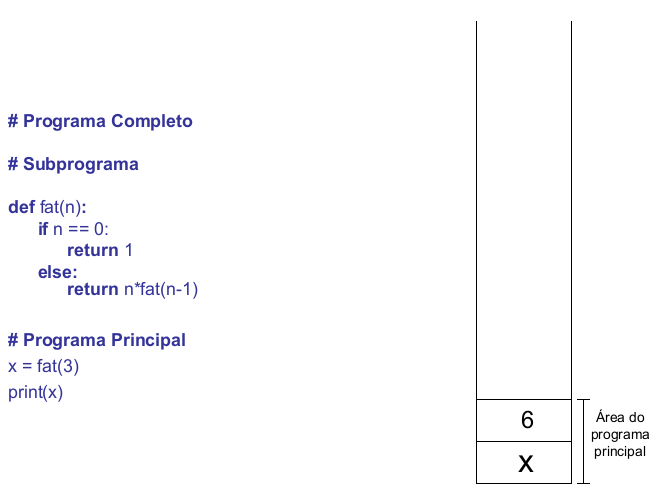 # Programa Completo
# Subprograma
def fat(n):
if n == 0:
return 1
else:
return n*fat(n-1)
# Programa Principal
x = fat(3)
print(x)
6
x
Área do
programa
principal